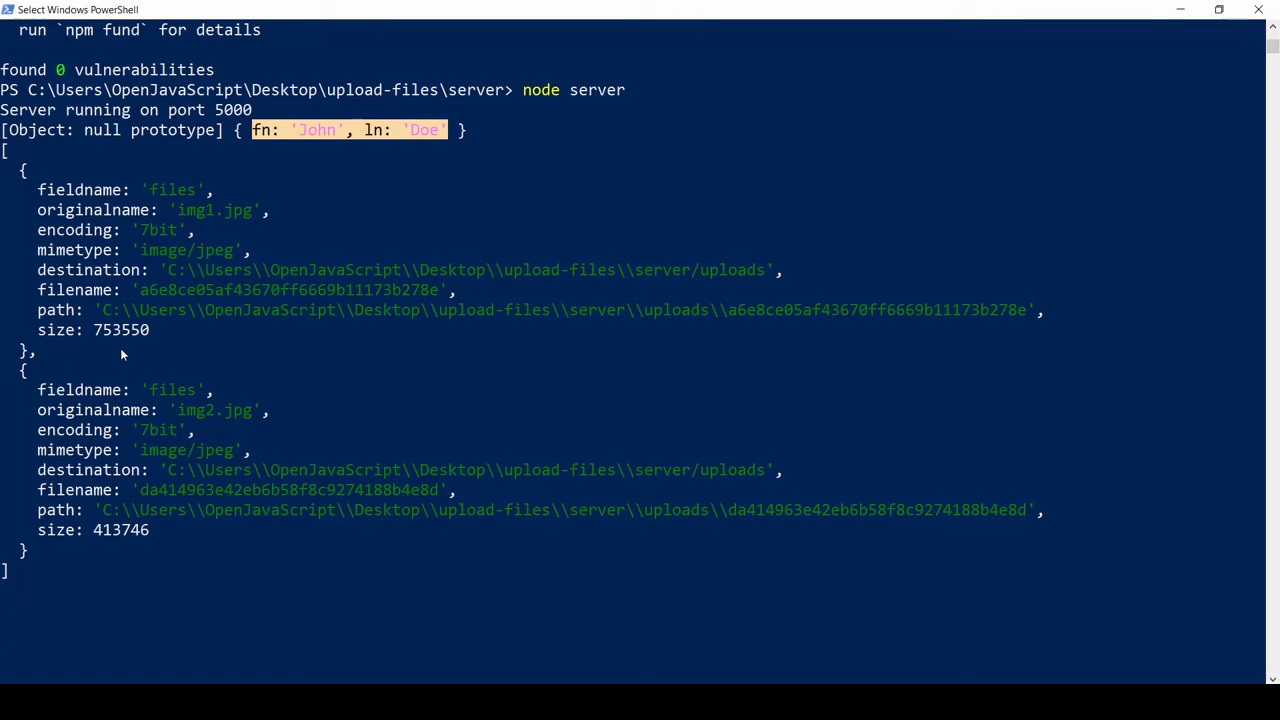 Select Windows PowerShell
run `npm fund` for details
found 0 vulnerabilities
PS C:\Users\OpenJavaScript\Desktop\upload-files\server> node server
Server running on port 5000
[Object: null prototype] { fn: 'John', ln: 'Doe' }
[
  {
    fieldname: 'files',
    originalname: 'img1.jpg',
    encoding: '7bit',
    mimetype: 'image/jpeg',
    destination: 'C:\\Users\\OpenJavaScript\\Desktop\\upload-files\\server/uploads',
    filename: 'a6e8ce05af43670ff6669b11173b278e',
    path: 'C:\\Users\\OpenJavaScript\\Desktop\\upload-files\\server\\uploads\\a6e8ce05af43670ff6669b11173b278e',
    size: 753550
  },
  {
    fieldname: 'files',
    originalname: 'img2.jpg',
    encoding: '7bit',
    mimetype: 'image/jpeg',
    destination: 'C:\\Users\\OpenJavaScript\\Desktop\\upload-files\\server/uploads',
    filename: 'da414963e42eb6b58f8c9274188b4e8d',
    path: 'C:\\Users\\OpenJavaScript\\Desktop\\upload-files\\server\\uploads\\da414963e42eb6b58f8c9274188b4e8d',
    size: 413746
  }
]